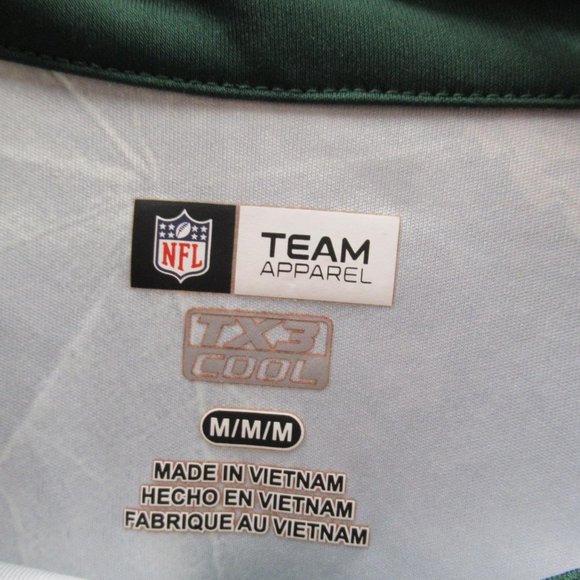 NFL
TEAM
APPAREL
TX3
COOL
M/M/M
MADE IN VIETNAM
HECHO EN VIETNAM
FABRIQUE AU VIETNAM